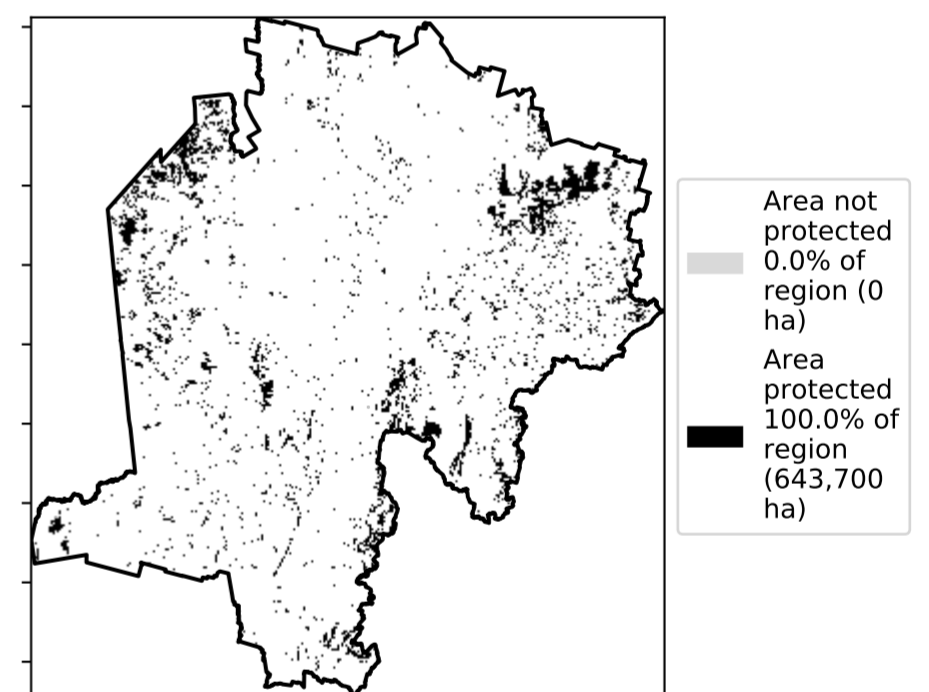 Area not
protected
0.0% of
region (0
ha)
Area
protected
100.0% of
region
(643,700
ha)